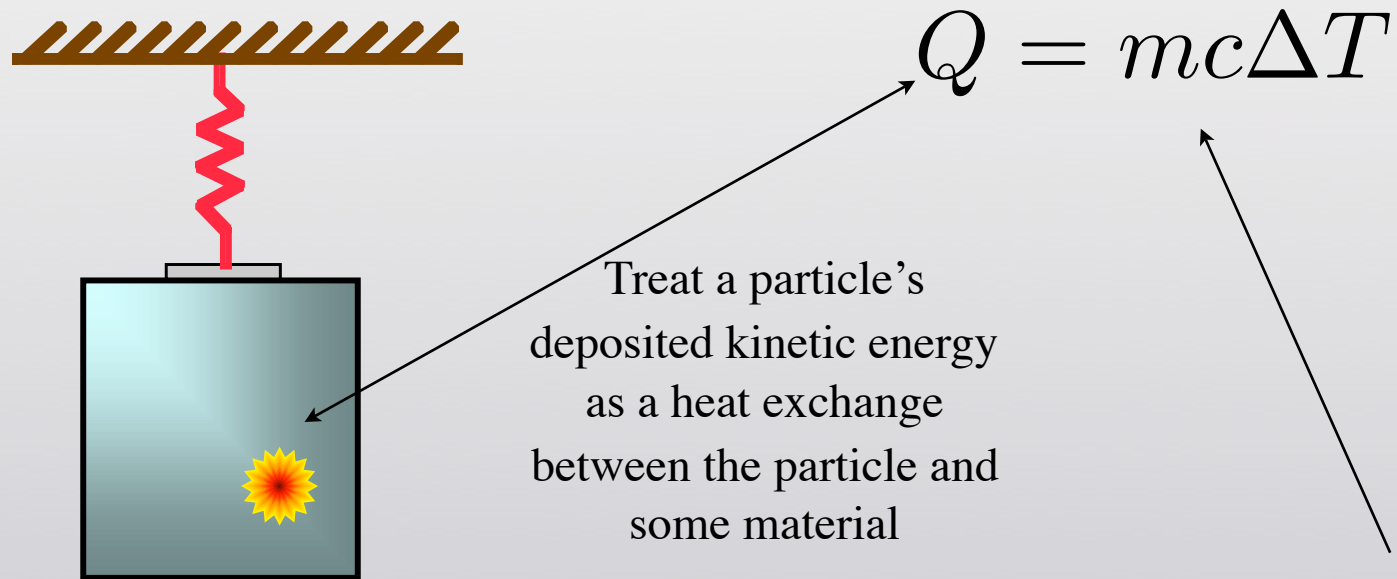 Q = mcΔT
Treat a particle’s
deposited kinetic energy
as a heat exchange
between the particle and
some material